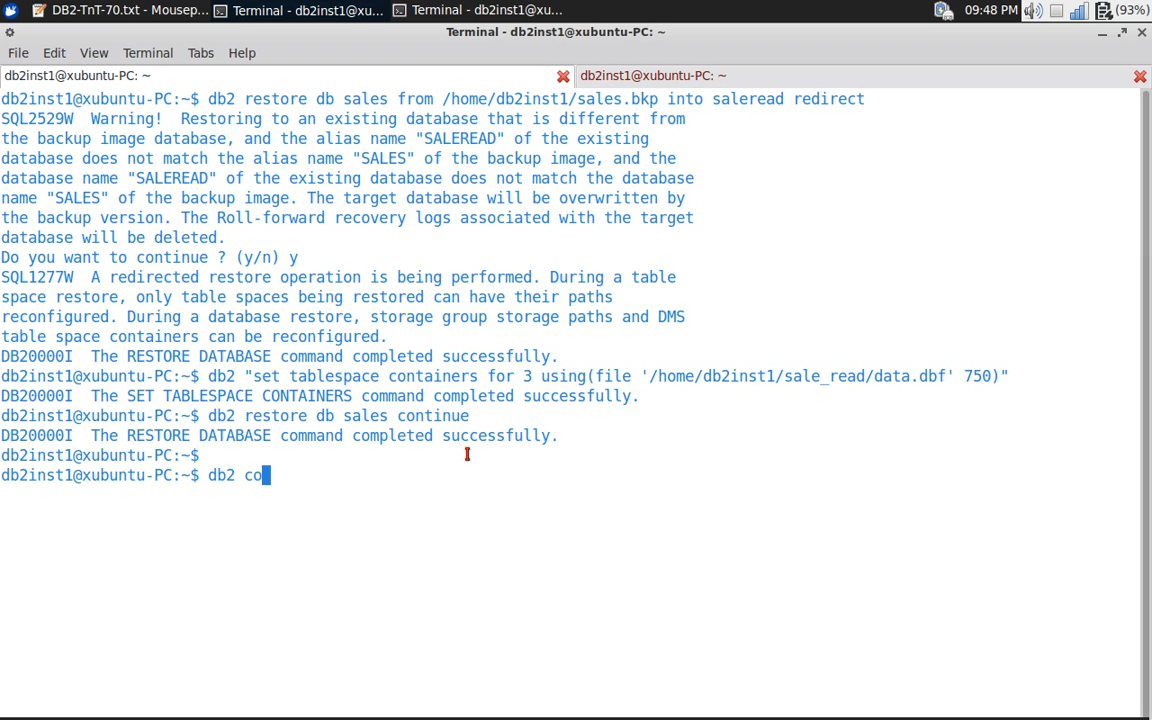 DB2-TnT-70.txt - Mousep... Terminal - db2inst1@xu... Terminal - db2inst1@xu... 09:48 PM (93%)
Terminal - db2inst1@xubuntu-PC: ~
File Edit View Terminal Tabs Help
db2inst1@xubuntu-PC: ~ db2inst1@xubuntu-PC: ~
db2inst1@xubuntu-PC:~$ db2 restore db sales from /home/db2inst1/sales.bkp into saleread redirect
SQL2529W  Warning!  Restoring to an existing database that is different from
the backup image database, and the alias name "SALEREAD" of the existing
database does not match the alias name "SALES" of the backup image, and the
database name "SALEREAD" of the existing database does not match the database
name "SALES" of the backup image. The target database will be overwritten by
the backup version. The Roll-forward recovery logs associated with the target
database will be deleted.
Do you want to continue ? (y/n) y
SQL1277W  A redirected restore operation is being performed. During a table
space restore, only table spaces being restored can have their paths
reconfigured. During a database restore, storage group storage paths and DMS
table space containers can be reconfigured.
DB20000I  The RESTORE DATABASE command completed successfully.
db2inst1@xubuntu-PC:~$ db2 "set tablespace containers for 3 using(file '/home/db2inst1/sale_read/data.dbf' 750)"
DB20000I  The SET TABLESPACE CONTAINERS command completed successfully.
db2inst1@xubuntu-PC:~$ db2 restore db sales continue
DB20000I  The RESTORE DATABASE command completed successfully.
db2inst1@xubuntu-PC:~$
db2inst1@xubuntu-PC:~$ db2 co